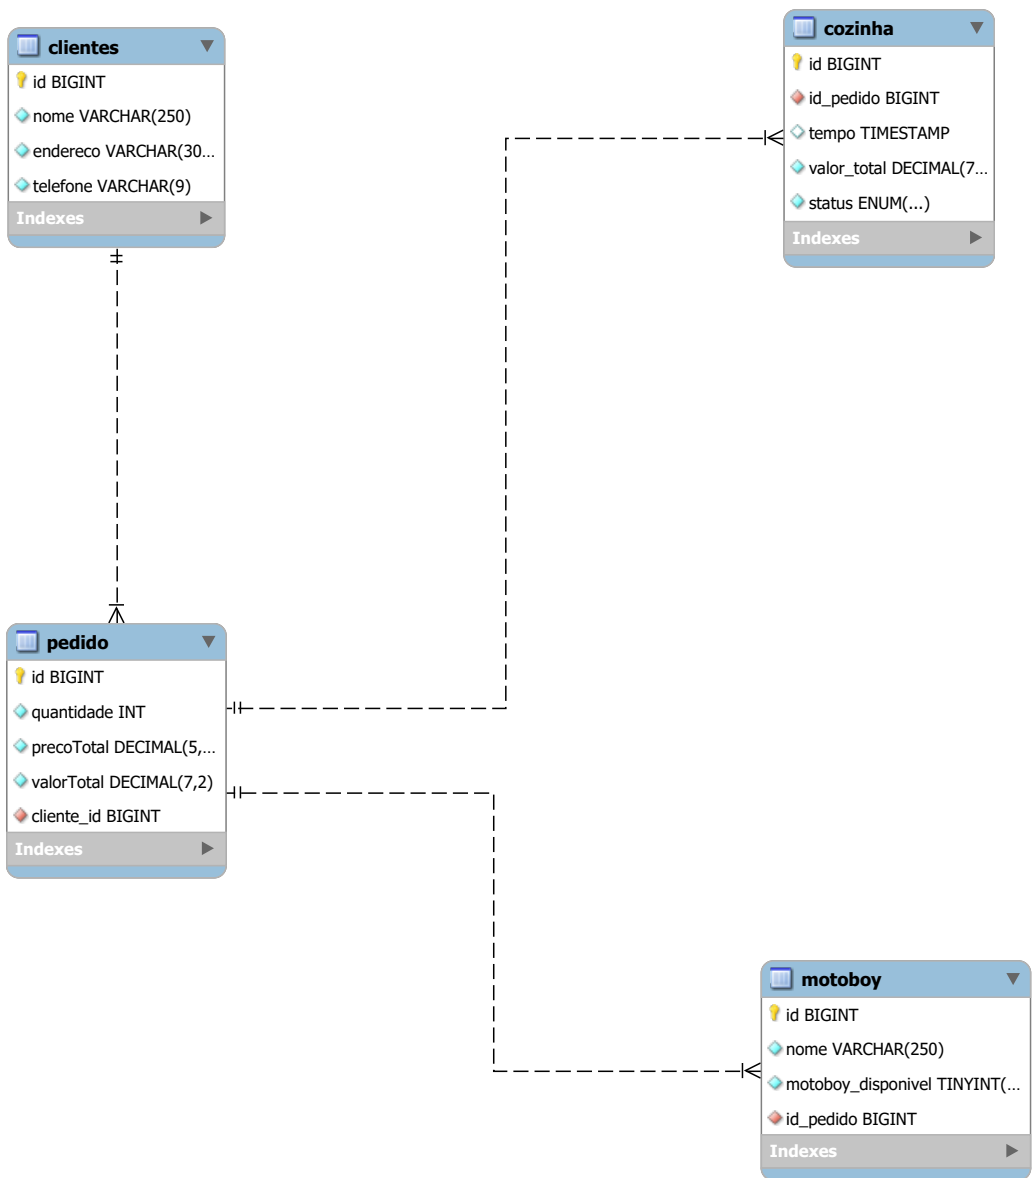 clientes
id BIGINT
nome VARCHAR(250)
endereco VARCHAR(30...
telefone VARCHAR(9)
Indexes
cozinha
id BIGINT
id_pedido BIGINT
tempo TIMESTAMP
valor_total DECIMAL(7...
status ENUM(...)
Indexes
pedido
id BIGINT
quantidade INT
precoTotal DECIMAL(5,...
valorTotal DECIMAL(7,2)
cliente_id BIGINT
Indexes
motoboy
id BIGINT
nome VARCHAR(250)
motoboy_disponivel TINYINT(...
id_pedido BIGINT
Indexes